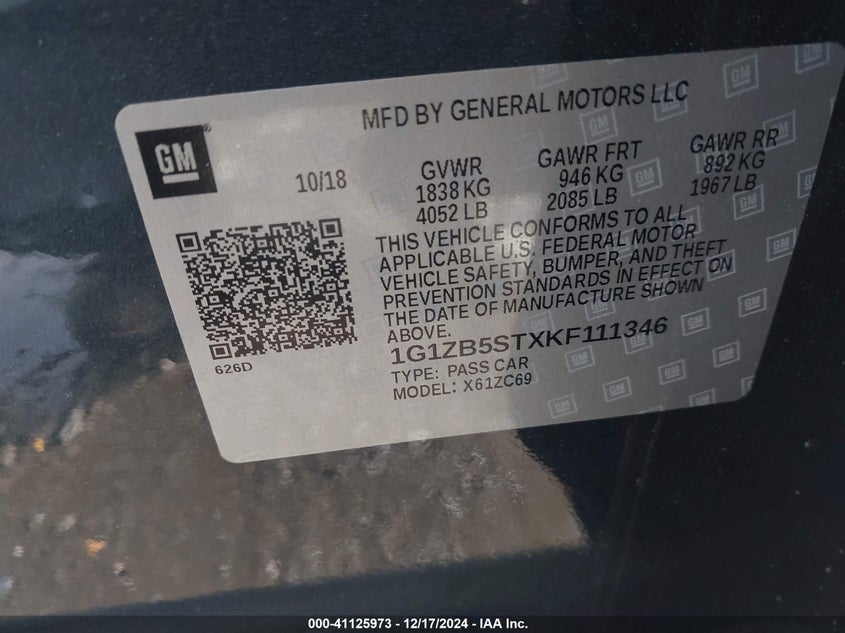 MFD BY GENERAL MOTORS LLC
GM®
10/18
GVWR
1838 KG
4052 LB
GAWR FRT
946 KG
2085 LB
GAWR RR
892 KG
1967 LB
THIS VEHICLE CONFORMS TO ALL
APPLICABLE U.S. FEDERAL MOTOR
VEHICLE SAFETY, BUMPER, AND THEFT
PREVENTION STANDARDS IN EFFECT ON
THE DATE OF MANUFACTURE SHOWN
ABOVE.
1G1ZB5STXKF111346
TYPE: PASS CAR
MODEL: X61ZC69
626D
000-41125973 - 12/17/2024 - IAA Inc.